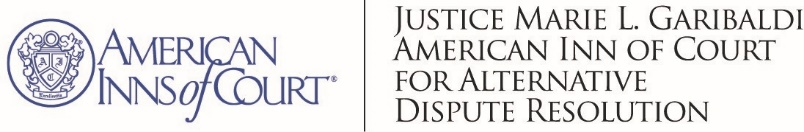 AMERICAN
INNS of COURT®
JUSTICE MARIE L. GARIBALDI
AMERICAN INN OF COURT
FOR ALTERNATIVE
DISPUTE RESOLUTION